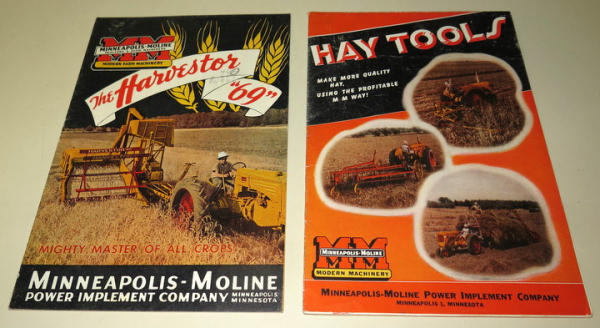 MM
MINNEAPOLIS-MOLINE
MODERN FARM MACHINERY
The Harvestor
"69"
MIGHTY MASTER OF ALL CROPS
MINNEAPOLIS-MOLINE
POWER IMPLEMENT COMPANY MINNEAPOLIS
MINNESOTA
HAY TOOLS
MAKE MORE QUALITY
HAY,
USING THE PROFITABLE
MM WAY!
MM
MINNEAPOLIS-MOLINE
MODERN MACHINERY
MINNEAPOLIS-MOLINE POWER IMPLEMENT COMPANY
MINNEAPOLIS 1, MINNESOTA